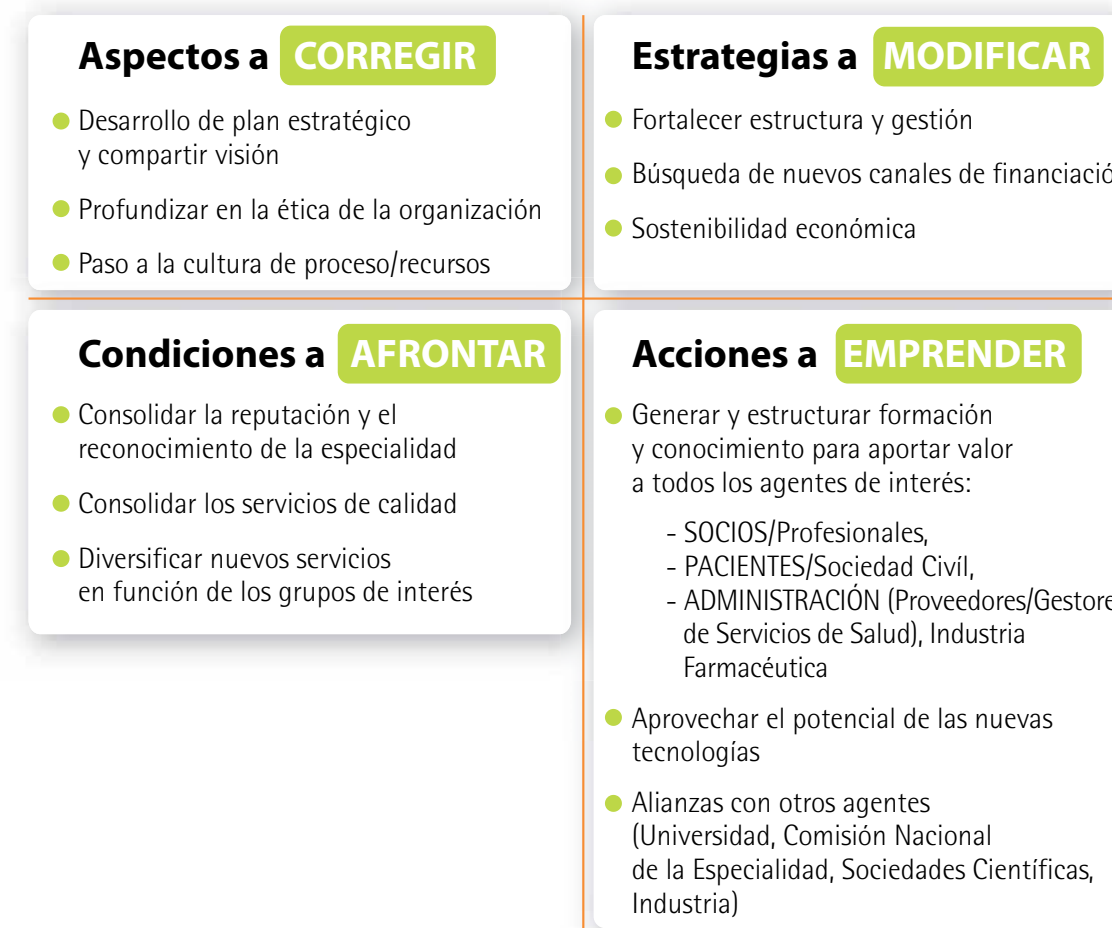 Aspectos a CORREGIR
Desarrollo de plan estratégico
y compartir visión
Profundizar en la ética de la organización
Paso a la cultura de proceso/recursos
Estrategias a MODIFICAR
Fortalecer estructura y gestión
Búsqueda de nuevos canales de financiació
Sostenibilidad económica
Condiciones a AFRONTAR
Consolidar la reputación y el
reconocimiento de la especialidad
Consolidar los servicios de calidad
Diversificar nuevos servicios
en función de los grupos de interés
Acciones a EMPRENDER
Generar y estructurar formación
y conocimiento para aportar valor
a todos los agentes de interés:
- SOCIOS/Profesionales,
- PACIENTES/Sociedad Civíl,
- ADMINISTRACIÓN (Proveedores/Gestore
de Servicios de Salud), Industria
Farmacéutica
Aprovechar el potencial de las nuevas
tecnologías
Alianzas con otros agentes
(Universidad, Comisión Nacional
de la Especialidad, Sociedades Científicas,
Industria)